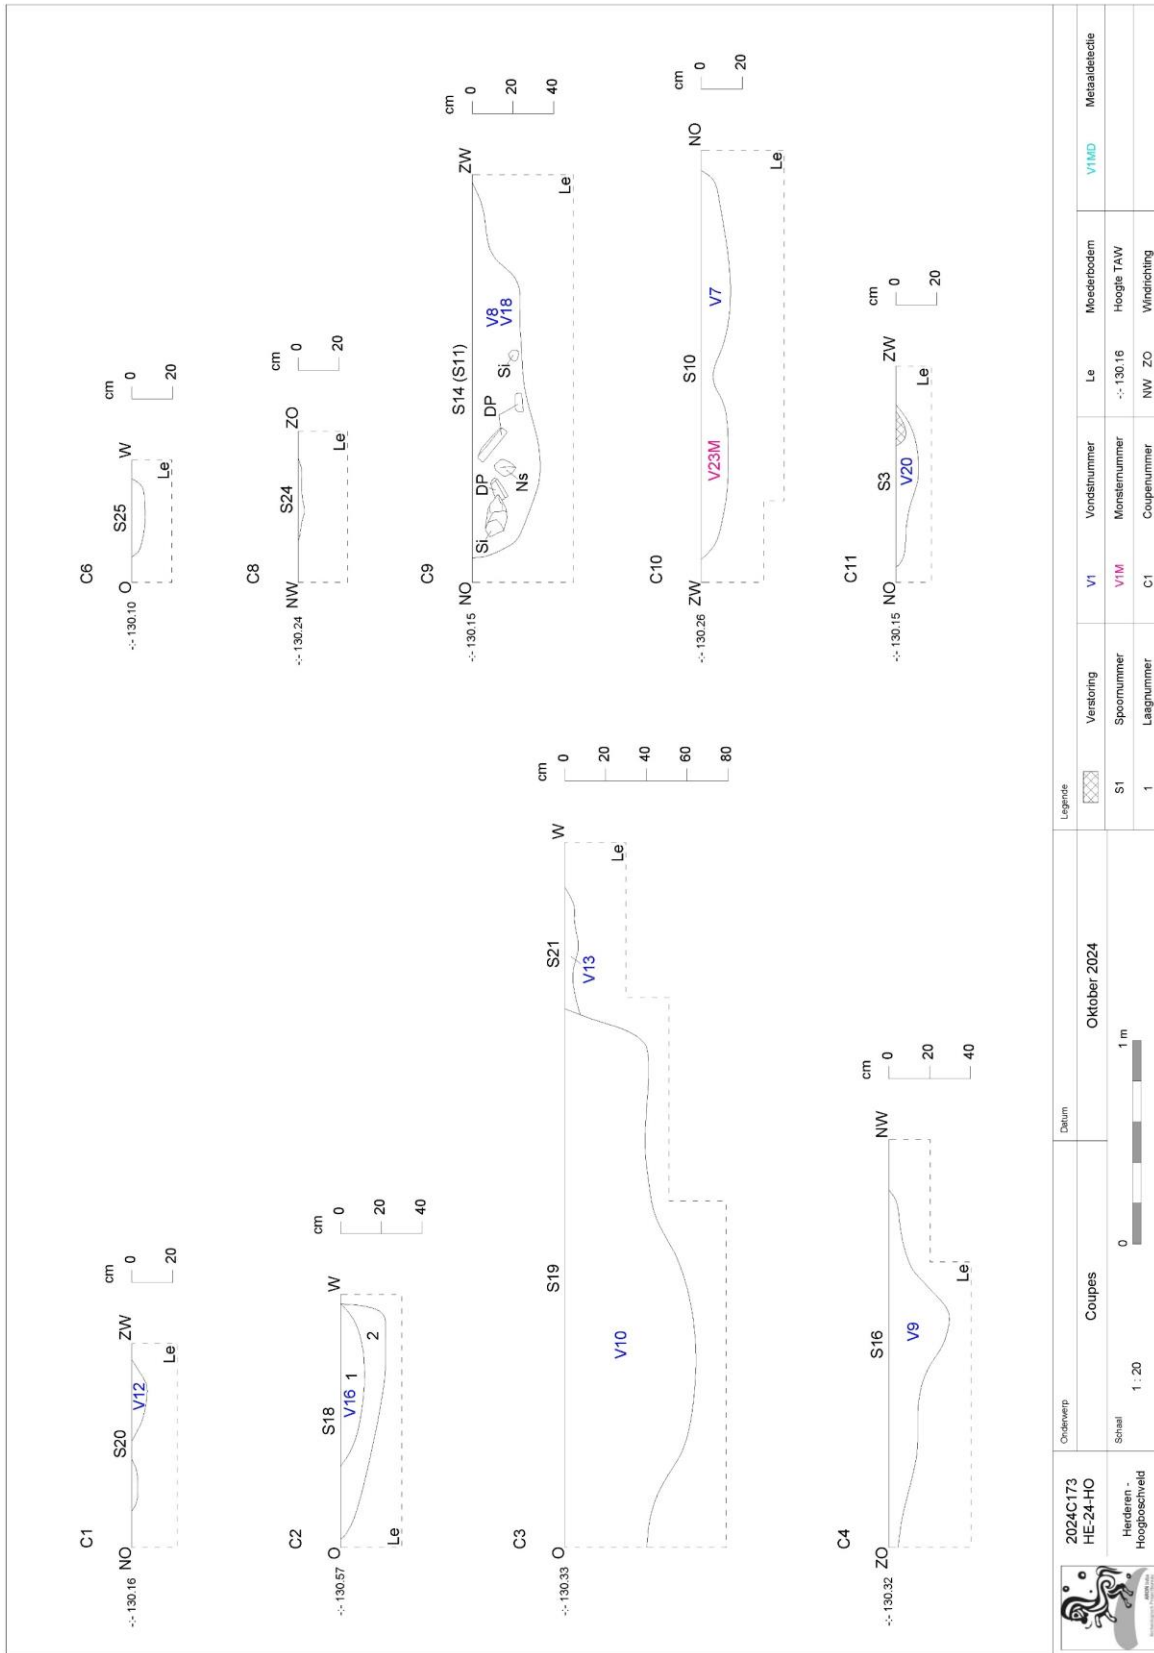 C1
-:- 130.16
NO
S20
V12
ZW
Le
cm
0
20
C2
-:- 130.57
O
S18
V16
1
2
W
Le
cm
0
20
40
C3
-:- 130.33
O
S19
V10
S21
V13
W
Le
cm
0
20
40
60
80
C4
-:- 130.32
ZO
S16
V9
NW
Le
cm
0
20
40
C6
-:- 130.10
O
S25
W
Le
cm
0
20
C8
-:- 130.24
NW
S24
ZO
Le
cm
0
20
C9
-:- 130.15
NO
S14 (S11)
ZW
Si
DP
Ns
DP
Si
V8
V18
Le
cm
0
20
40
C10
-:- 130.26
ZW
S10
NO
V23M
V7
Le
cm
0
20
C11
-:- 130.15
NO
S3
V20
ZW
Le
cm
0
20
2024C173
HE-24-HO
Herderen -
Hoogboschveld
Onderwerp
Coupes
Datum
Oktober 2024
Schaal
1 : 20
0
1 m
Legende
Verstoring
S1 Spoornummer
1 Laagnummer
V1 Vondstnummer
V1M Monsternummer
C1 Coupenummer
Le Moederbodem
-:- 130.16 Hoogte TAW
NW ZO Windrichting
V1MD Metaaldetectie